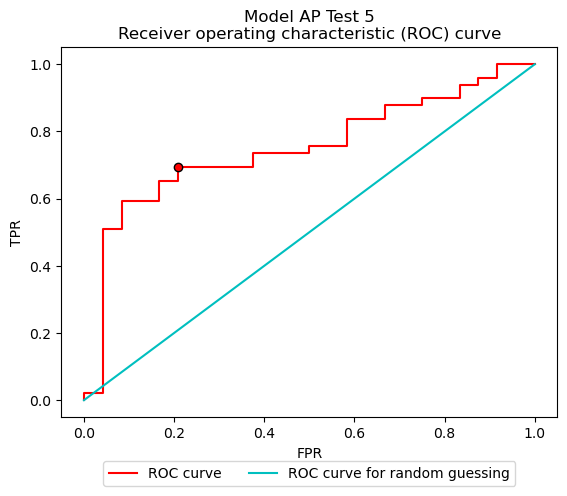 Model AP Test 5
Receiver operating characteristic (ROC) curve
1.0
0.8
0.6
0.4
0.2
0.0
TPR
0.0 0.2 0.4 0.6 0.8 1.0
FPR
ROC curve ROC curve for random guessing